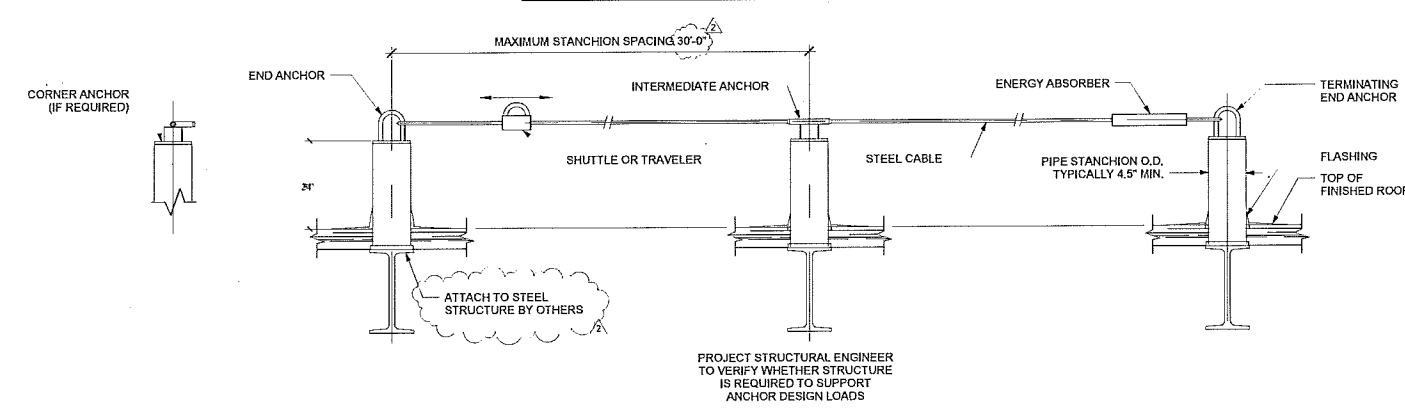 MAXIMUM STANCHION SPACING 30'-0"
2
END ANCHOR
INTERMEDIATE ANCHOR
ENERGY ABSORBER
TERMINATING
END ANCHOR
CORNER ANCHOR
(IF REQUIRED)
SHUTTLE OR TRAVELER
STEEL CABLE
PIPE STANCHION O.D.
TYPICALLY 4.5" MIN.
FLASHING
TOP OF
FINISHED ROOF
ATTACH TO STEEL
STRUCTURE BY OTHERS
2
PROJECT STRUCTURAL ENGINEER
TO VERIFY WHETHER STRUCTURE
IS REQUIRED TO SUPPORT
ANCHOR DESIGN LOADS